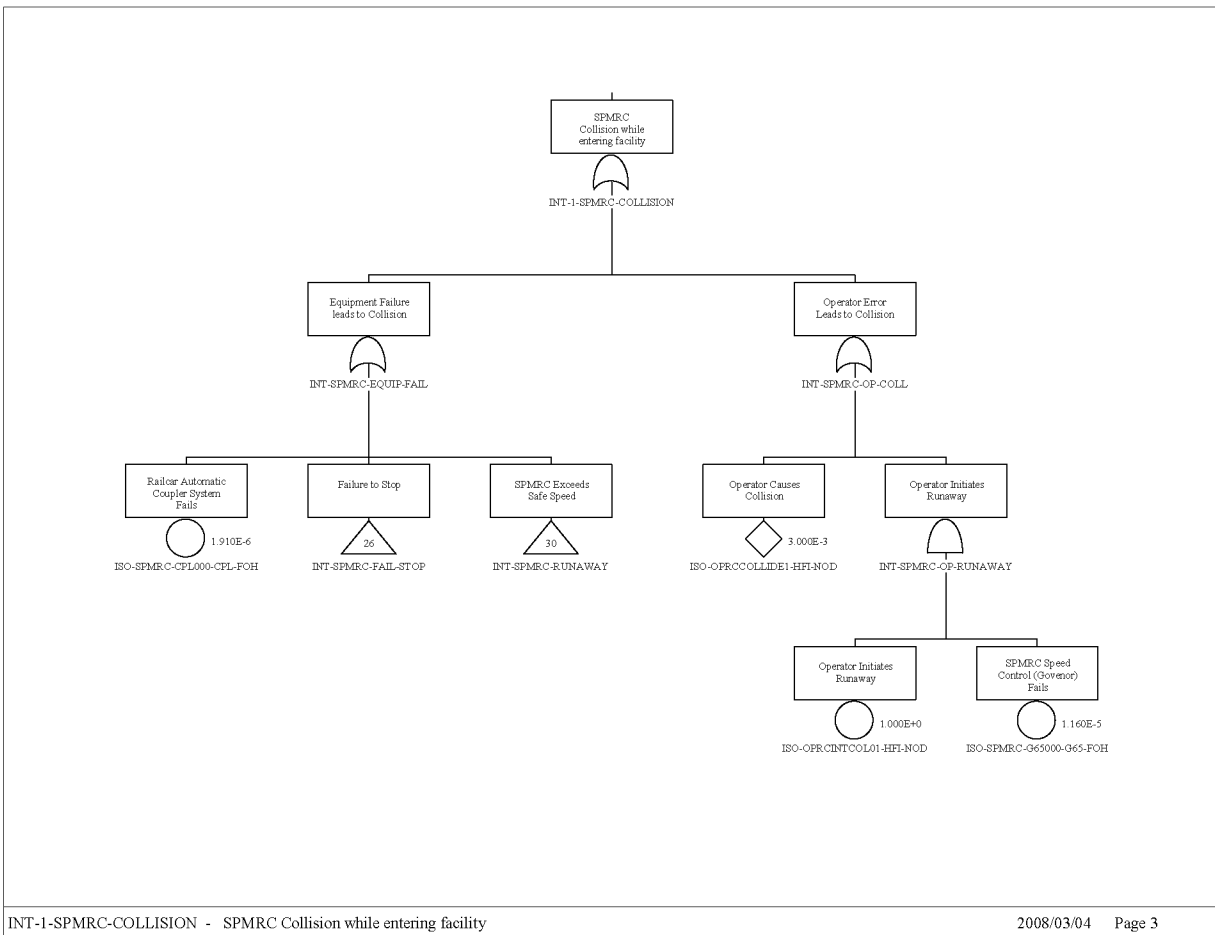 SPMRC
Collision while
entering facility
INT-1-SPMRC-COLLISION
Equipment Failure
leads to Collision
INT-SPMRC-EQUIP-FAIL
Operator Error
Leads to Collision
INT-SPMRC-OP-COLL
Railcar Automatic
Coupler System
Fails
1.910E-6
ISO-SPMRC-CPL000-CPL-FOH
Failure to Stop
26
INT-SPMRC-FAIL-STOP
SPMRC Exceeds
Safe Speed
30
INT-SPMRC-RUNAWAY
Operator Causes
Collision
3.000E-3
ISO-OPRCCOLLIDE1-HFI-NOD
Operator Initiates
Runaway
INT-SPMRC-OP-RUNAWAY
Operator Initiates
Runaway
1.000E+0
ISO-OPRCINTCOL01-HFI-NOD
SPMRC Speed
Control (Govenor)
Fails
1.160E-5
ISO-SPMRC-G65000-G65-FOH
INT-1-SPMRC-COLLISION - SPMRC Collision while entering facility
2008/03/04 Page 3